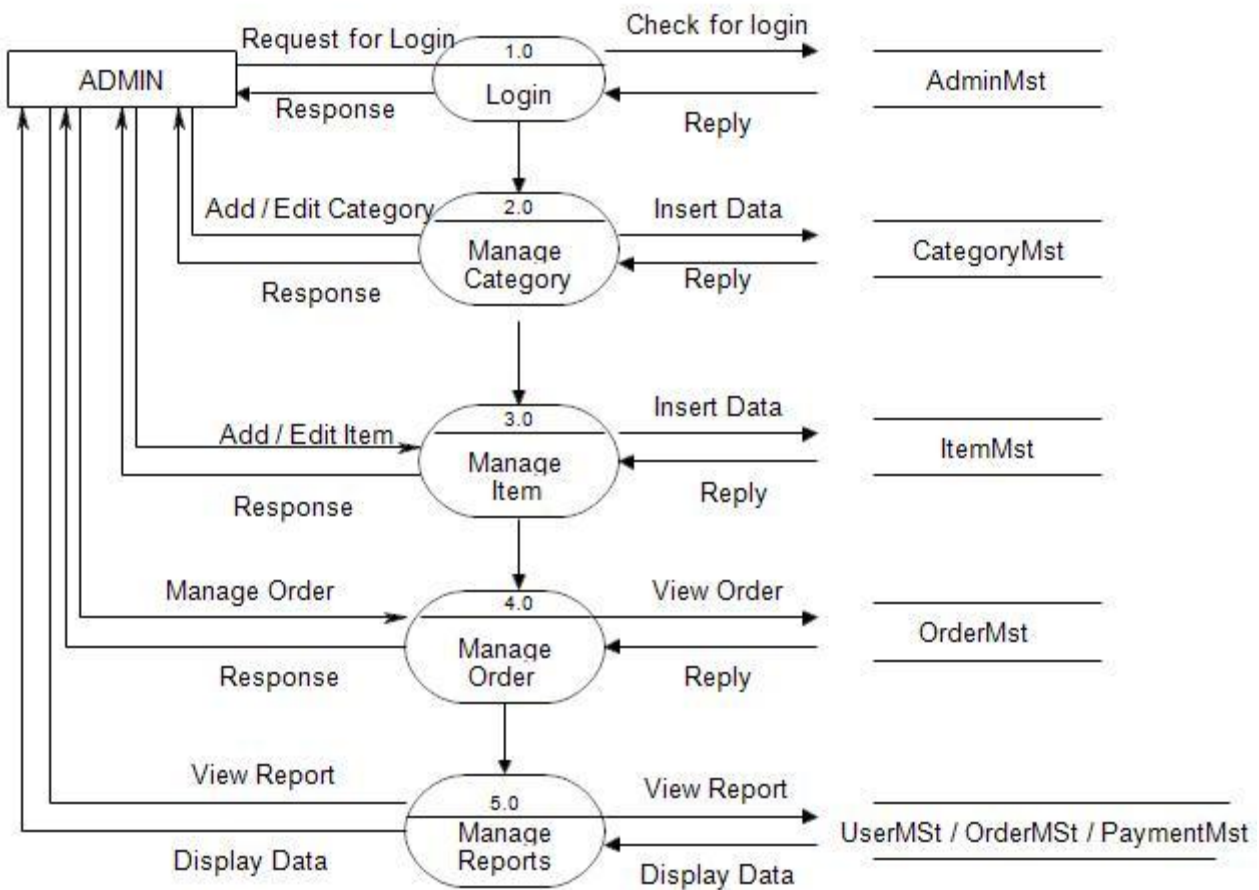 Request for Login
1.0
Check for login
ADMIN
Login
AdminMst
Response
Reply
Add / Edit Category
2.0
Insert Data
Manage
Category
CategoryMst
Response
Reply
3.0
Insert Data
Add / Edit Item
Manage
Item
ItemMst
Response
Reply
Manage Order
4.0
View Order
Manage
Order
OrderMst
Response
Reply
View Report
5.0
View Report
Manage
Reports
UserMSt / OrderMSt / PaymentMst
Display Data
Display Data